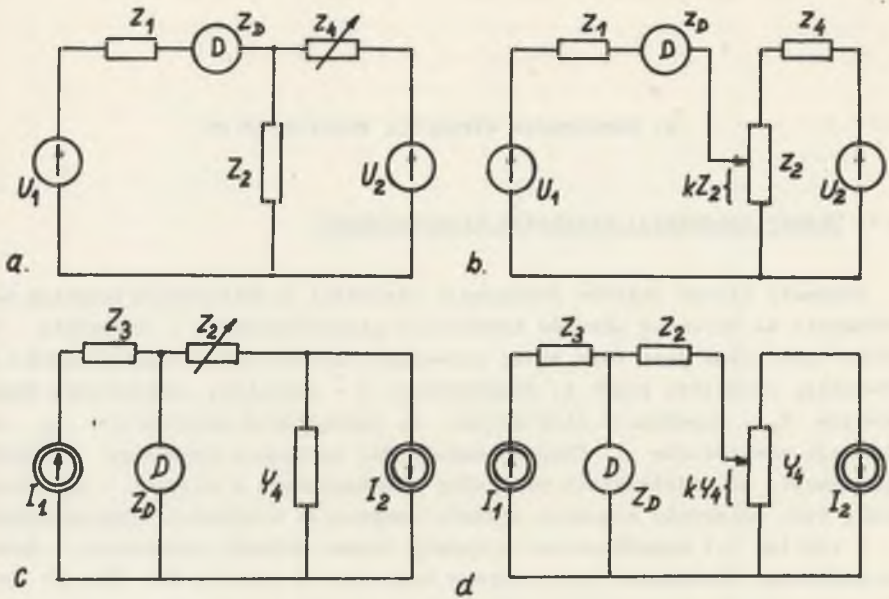 Z1 D ZD Z4
U1 Z2 U2
a.
Z1 D ZD Z4
U1 kZ2 Z2 U2
b.
Z3 Z2
I1 D ZD Y4 I2
c
Z3 Z2
I1 D ZD kY4 Y4 I2
d